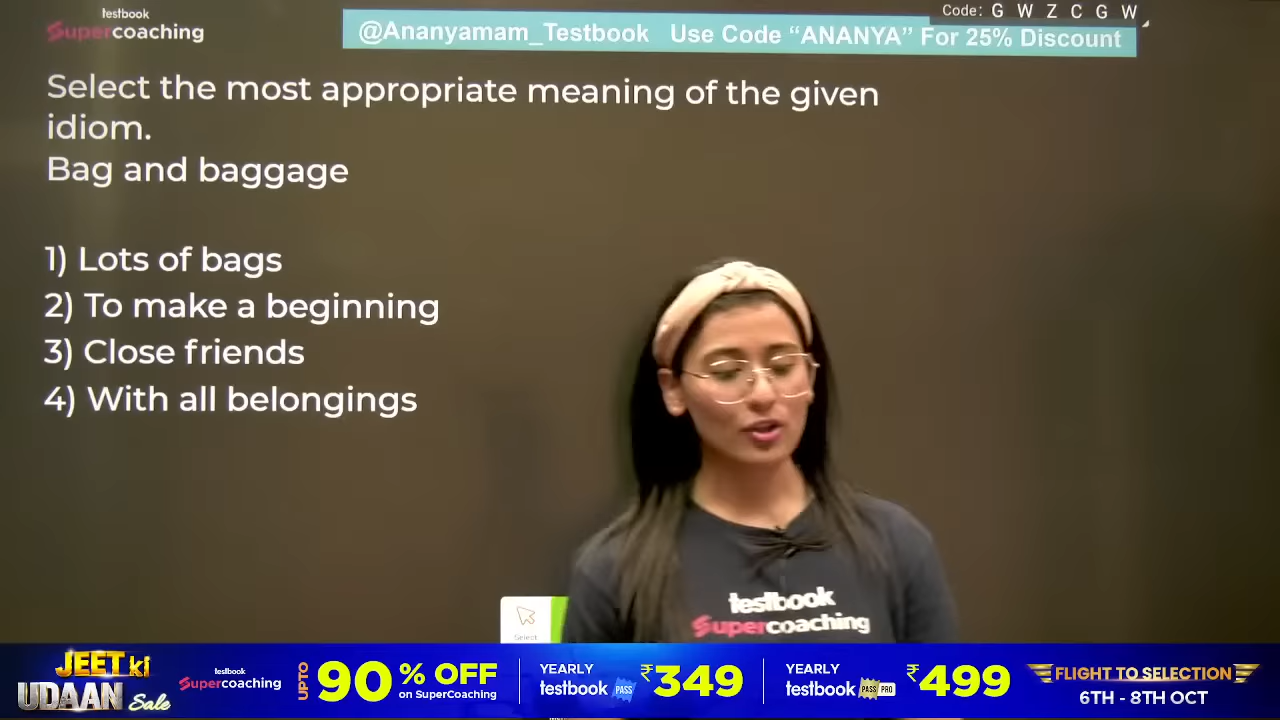 testbook
Supercoaching
@Ananyamam_Testbook Use Code “ANANYA” For 25% Discount
Code: G W Z C G W
Select the most appropriate meaning of the given
idiom.
Bag and baggage
1) Lots of bags
2) To make a beginning
3) Close friends
4) With all belongings
testbook
Supercoaching
Select
JEET ki
UDAAN Sale
testbook
Supercoaching
UPTO 90% OFF
on SuperCoaching
YEARLY
testbook PASS ₹349
YEARLY
testbook PASS PRO ₹499
FLIGHT TO SELECTION
6TH - 8TH OCT